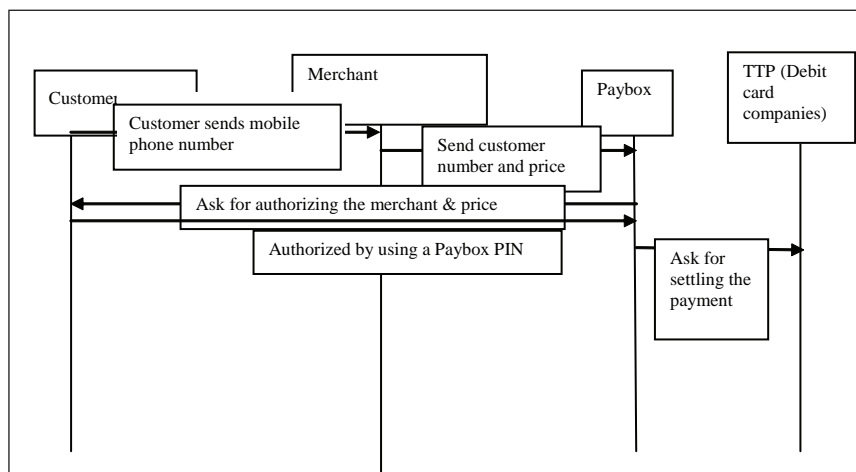 Customer
Merchant
Paybox
TTP (Debit
card
companies)
Customer sends mobile
phone number
Send customer
number and price
Ask for authorizing the merchant & price
Authorized by using a Paybox PIN
Ask for
settling the
payment